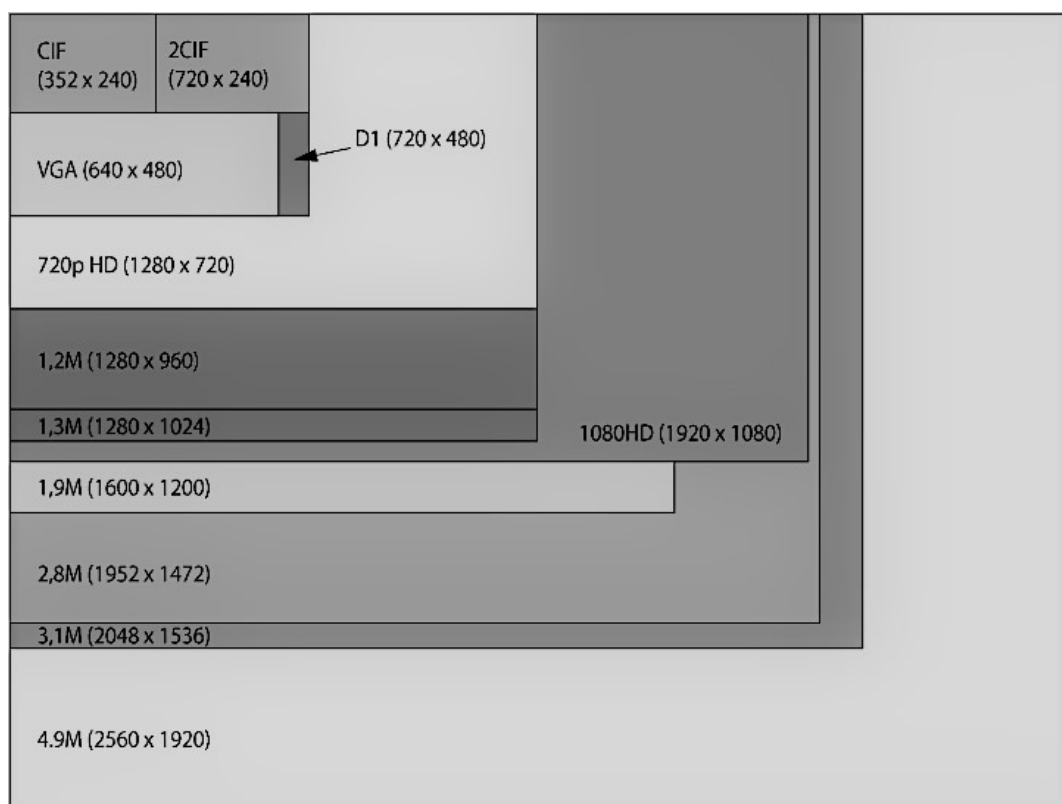 CIF
(352 x 240)
2CIF
(720 x 240)
D1 (720 x 480)
VGA (640 x 480)
720p HD (1280 x 720)
1,2M (1280 x 960)
1,3M (1280 x 1024)
1080HD (1920 x 1080)
1,9M (1600 x 1200)
2,8M (1952 x 1472)
3,1M (2048 x 1536)
4.9M (2560 x 1920)